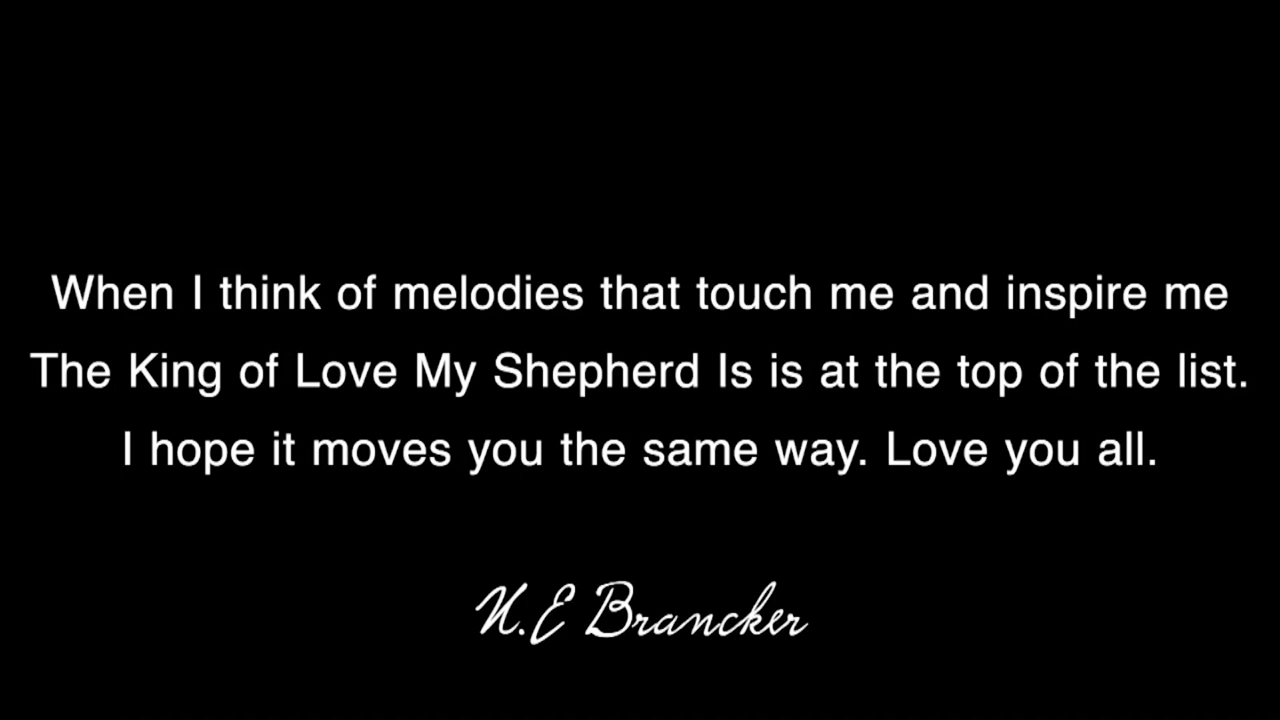 When I think of melodies that touch me and inspire me
The King of Love My Shepherd Is is at the top of the list.
I hope it moves you the same way. Love you all.
N.E Brancker